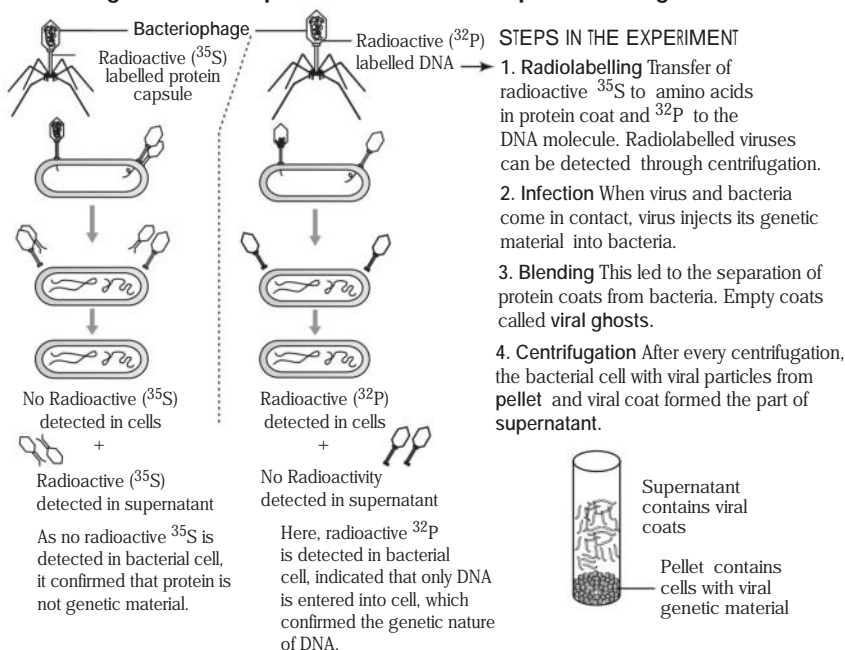 Bacteriophage
Radioactive (35S)
labelled protein
capsule
Radioactive (32P)
labelled DNA
No Radioactive (35S)
detected in cells
+
Radioactive (35S)
detected in supernatant
As no radioactive 35S is
detected in bacterial cell,
it confirmed that protein is
not genetic material.
Radioactive (32P)
detected in cells
+
No Radioactivity
detected in supernatant
Here, radioactive 32P
is detected in bacterial
cell, indicated that only DNA
is entered into cell, which
confirmed the genetic nature
of DNA.
STEPS IN THE EXPERIMENT
1. Radiolabelling Transfer of
radioactive 35S to amino acids
in protein coat and 32P to the
DNA molecule. Radiolabelled viruses
can be detected through centrifugation.
2. Infection When virus and bacteria
come in contact, virus injects its genetic
material into bacteria.
3. Blending This led to the separation of
protein coats from bacteria. Empty coats
called viral ghosts.
4. Centrifugation After every centrifugation,
the bacterial cell with viral particles from
pellet and viral coat formed the part of
supernatant.
Supernatant
contains viral
coats
Pellet contains
cells with viral
genetic material